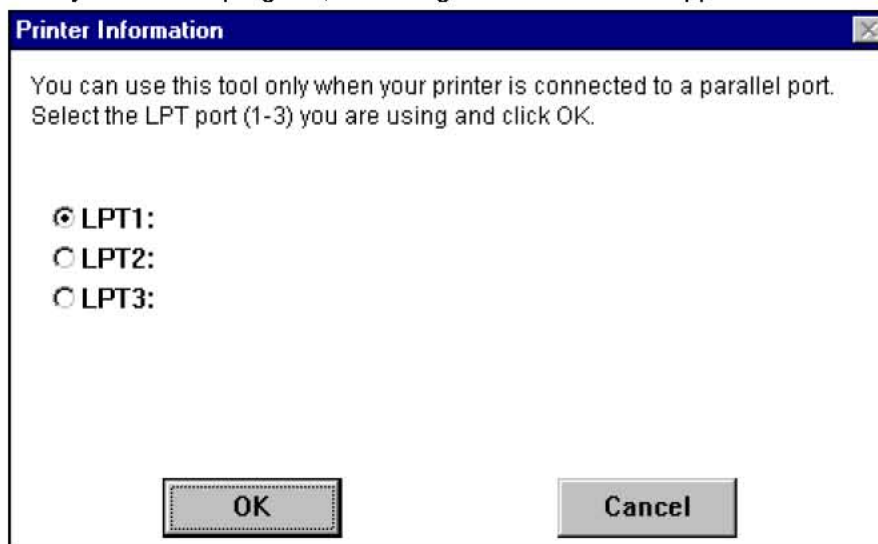 Printer Information
You can use this tool only when your printer is connected to a parallel port.
Select the LPT port (1-3) you are using and click OK.
LPT1:
LPT2:
LPT3:
OK Cancel